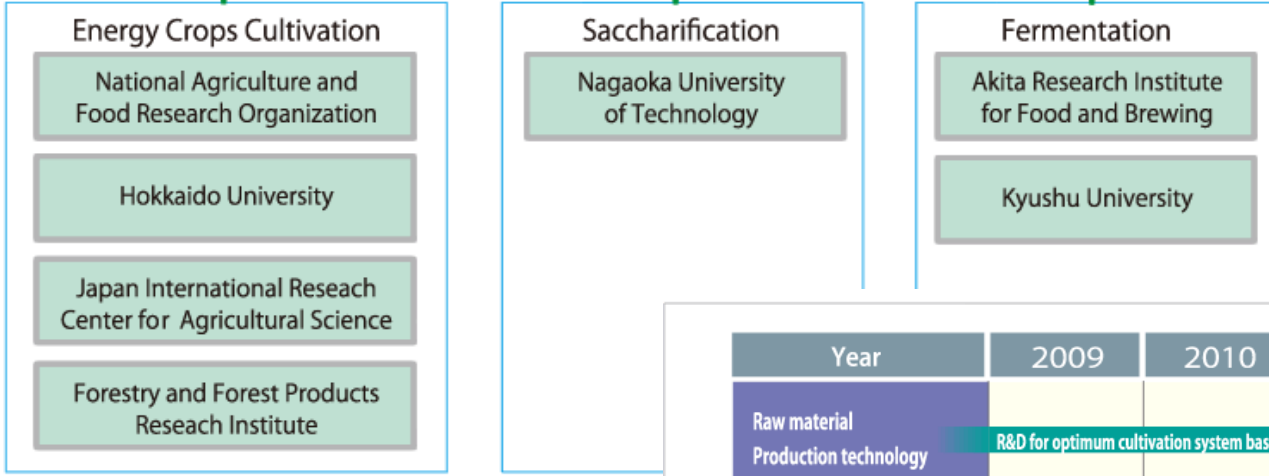 Energy Crops Cultivation
National Agriculture and
Food Research Organization
Hokkaido University
Japan International Reseach
Center for Agricultural Science
Forestry and Forest Products
Reseach Institute
Saccharification
Nagaoka University
of Technology
Fermentation
Akita Research Institute
for Food and Brewing
Kyushu University
Year 2009 2010
Raw material
Production technology
R&D for optimum cultivation system bas